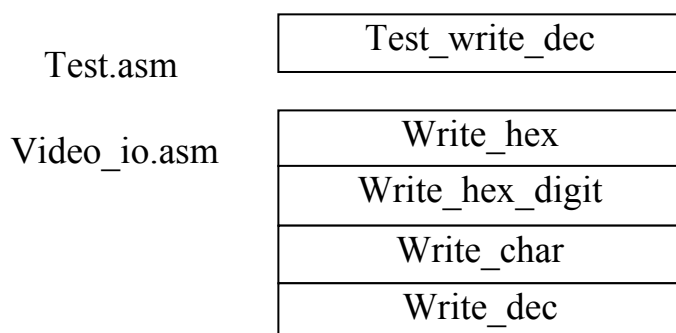 Test_write_dec
Test.asm
Write_hex
Video_io.asm
Write_hex_digit
Write_char
Write_dec